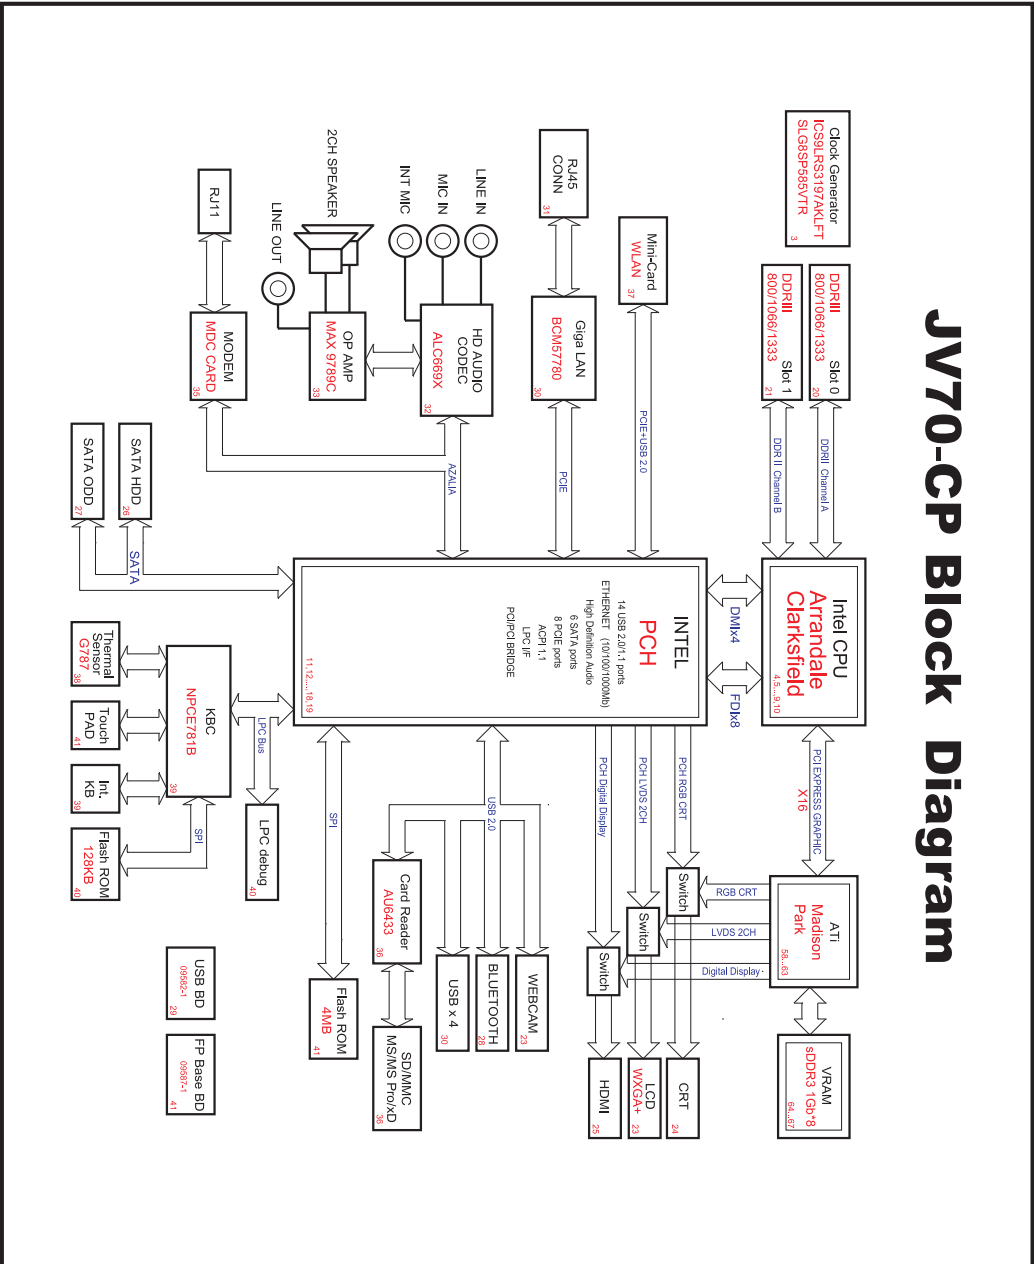 JV70-CP Block Diagram
Clock Generator
ICS9LRS3197AKLFT
SLG8SP585VTR
3
DDRIII
800/1066/1333
Slot 0
20
DDRIII
800/1066/1333
Slot 1
21
DDRII Channel A
DDR II Channel B
Intel CPU
Arrandale
Clarksfield
4,5.....9,10
PCI EXPRESS GRAPHIC
X16
ATi
Madison
Park
58...63
VRAM
sDDR3 1Gb*8
64...67
DMIx4
FDIx8
Mini-Card
WLAN
37
PCIE+USB 2.0
RJ45
CONN
31
Giga LAN
BCM57780
30
PCIE
LINE IN
MIC IN
INT MIC
HD AUDIO
CODEC
ALC669X
32
AZALIA
2CH SPEAKER
LINE OUT
OP AMP
MAX 9789C
33
RJ11
MODEM
MDC CARD
35
INTEL
PCH
14 USB 2.0/1.1 ports
ETHERNET (10/100/1000Mb)
High Definition Audio
6 SATA ports
8 PCIE ports
ACPI 1.1
LPC I/F
PCI/PCI BRIDGE
11,12.....18,19
PCH RGB CRT
PCH LVDS 2CH
PCH Digital Display
RGB CRT
LVDS 2CH
Digital Display
Switch
Switch
Switch
CRT
24
LCD
WXGA+
23
HDMI
25
USB 2.0
WEBCAM
23
BLUETOOTH
28
USB x 4
30
Card Reader
AU6433
36
SD/MMC
MS/MS Pro/xD
36
SPI
Flash ROM
4MB
41
SATA HDD
26
SATA ODD
27
SATA
LPC Bus
LPC debug
40
KBC
NPCE781B
39
SPI
Thermal
Sensor
G787
38
Touch
PAD
41
Int.
KB
39
Flash ROM
128KB
40
USB BD
09582-1
29
FP Base BD
09587-1
41